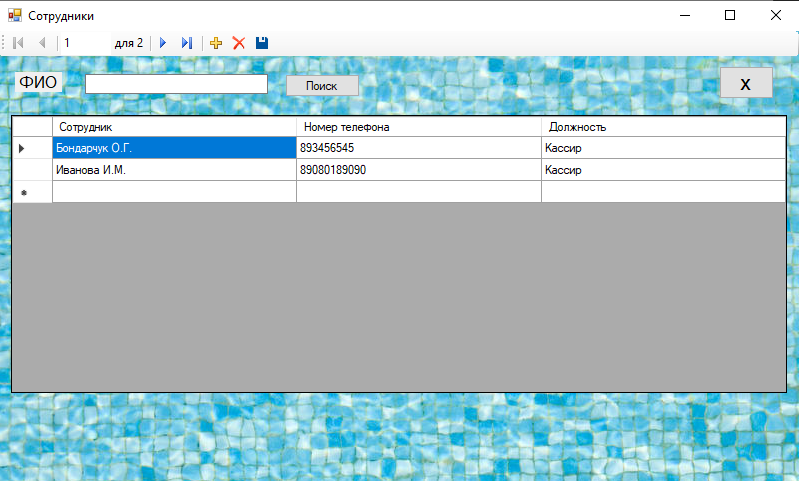 Сотрудники
1 для 2
ФИО Поиск X
Сотрудник Номер телефона Должность
Бондарчук О.Г. 893456545 Кассир
Иванова И.М. 89080189090 Кассир